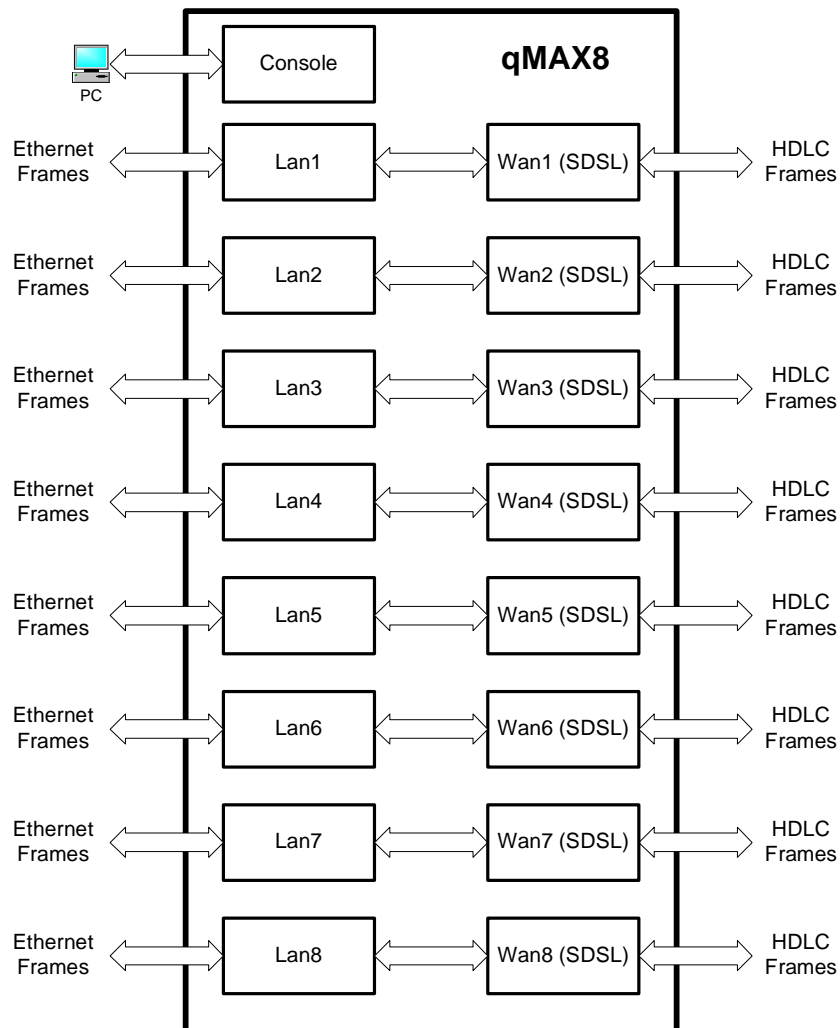 Console
qMAX8
PC
Ethernet
Frames
Lan1
Wan1 (SDSL)
HDLC
Frames
Ethernet
Frames
Lan2
Wan2 (SDSL)
HDLC
Frames
Ethernet
Frames
Lan3
Wan3 (SDSL)
HDLC
Frames
Ethernet
Frames
Lan4
Wan4 (SDSL)
HDLC
Frames
Ethernet
Frames
Lan5
Wan5 (SDSL)
HDLC
Frames
Ethernet
Frames
Lan6
Wan6 (SDSL)
HDLC
Frames
Ethernet
Frames
Lan7
Wan7 (SDSL)
HDLC
Frames
Ethernet
Frames
Lan8
Wan8 (SDSL)
HDLC
Frames